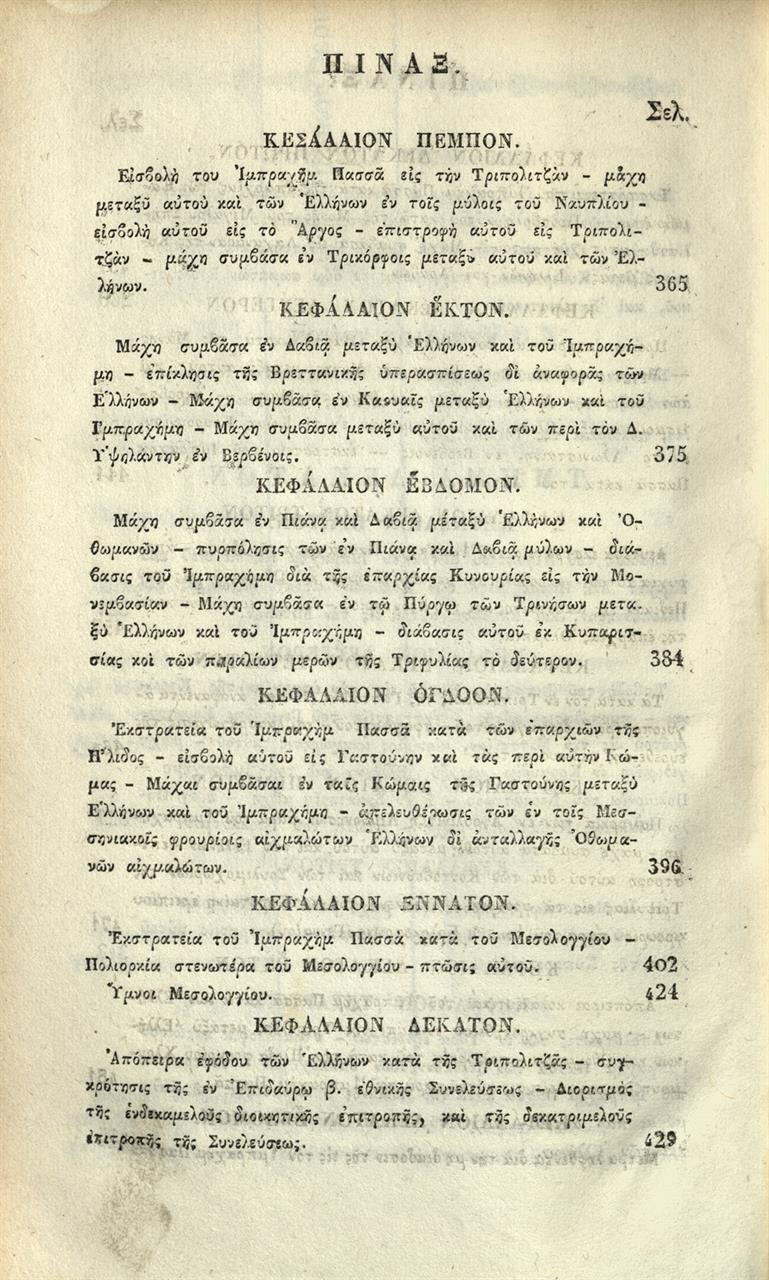 ΠΙΝΑΞ.
Σελ.
ΚΕΣΑΛΑΙΟΝ ΠΕΜΠΟΝ.
Εἰσβολὴ του Ἰμπραχὴμ Πασσᾶ εἰς τὴν Τριπολιτζὰν – μάχη
μεταξὺ αὐτοῦ καὶ τῶν Ἑλλήνων ἐν τοῖς μύλοις τοῦ Ναυπλίου –
εἰσβολὴ αὐτοῦ εἰς τὸ Ἄργος – ἐπιστροφὴ αὐτοῦ εἰς Τριπολι-
τζὰν – μάχη συμβᾶσα ἐν Τρικόρφοις μεταξὺ αὐτοῦ καὶ τῶν Ἑλ-
λήνων. 365
ΚΕΦΑΛΑΙΟΝ ἝΚΤΟΝ.
Μάχη συμβᾶσα ἐν Δαβιᾷ μεταξὺ Ἑλλήνων καὶ τοῦ Ἰμπραχή-
μη – ἐπίκλησις τῆς Βρεττανικῆς ὑπερασπίσεως δἰ ἀναφορᾶς τῶν
Ἑλλήνων – Μάχη συμβᾶσα ἐν Καουαῖς μεταξὺ Ἑλλήνων καὶ τοῦ
Ἰμπραχήμη – Μάχη συμβᾶσα μεταξὺ αὐτοῦ καὶ τῶν περὶ τὸν Δ.
Ὑψηλάντην ἐν Βερβένοις. 375
ΚΕΦΑΛΑΙΟΝ ἙΒΔΟΜΟΝ.
Μάχη συμβᾶσα ἐν Πιάνᾳ καὶ Δαβιᾷ μεταξὺ Ἑλλήνων καὶ Ὀ-
θωμανῶν – πυρπόλησις τῶν ἐν Πιάνᾳ καὶ Δαβιᾷ μύλων – διά-
βασις τοῦ Ἰμπραχήμη διὰ τῆς ἐπαρχίας Κυνουρίας εἰς τὴν Μο-
νεμβασίαν – Μάχη συμβᾶσα ἐν τῷ Πύργῳ τῶν Τρινήσων μετα-
ξὺ Ἑλλήνων καὶ τοῦ Ἰμπραχήμη – διάβασις αὐτοῦ ἐκ Κυπαρισ-
σίας καὶ τῶν παραλίων μερῶν τῆς Τριφυλίας τὸ δεύτερον. 384
ΚΕΦΑΛΑΙΟΝ ὈΓΔΟΟΝ.
Ἐκστρατεία τοῦ Ἰμπραχὴμ Πασσᾶ κατὰ τῶν ἐπαρχιῶν τῆς
Ἤλιδος – εἰσβολὴ αὐτοῦ εἰς Γαστούνην καὶ τὰς περὶ αὐτὴν Κώ-
μας – Μάχαι συμβᾶσαι ἐν ταῖς Κώμαις τῆς Γαστούνης μεταξὺ
Ἑλλήνων καὶ τοῦ Ἰμπραχήμη – ἀπελευθέρωσις τῶν ἐν τοῖς Μεσ-
σηνιακοῖς φρουρίοις αἰχμαλώτων Ἑλλήνων δἰ ἀνταλλαγῆς Ὀθωμα-
νῶν αἰχμαλώτων. 396
ΚΕΦΑΛΑΙΟΝ ΕΝΝΑΤΟΝ.
Ἐκστρατεία τοῦ Ἰμπραχὴμ Πασσᾶ κατὰ τοῦ Μεσολογγίου –
Πολιορκία στενωτέρα τοῦ Μεσολογγίου – πτῶσις αὐτοῦ. 402
Ὕμνοι Μεσολογγίου. 424
ΚΕΦΑΛΑΙΟΝ ΔΕΚΑΤΟΝ.
Ἀπόπειρα ἐφόδου τῶν Ἑλλήνων κατὰ τῆς Τριπολιτζᾶς – συγ-
κρότησις τῆς ἐν Ἐπιδαύρῳ β. ἐθνικῆς Συνελεύσεως – Διορισμὸς
τῆς ἑνδεκαμελοῦς διοικητικῆς ἐπιτροπῆς, καὶ τῆς δεκατριμελοῦς
ἐπιτροπῆς τῆς Συνελεύσεως. 429